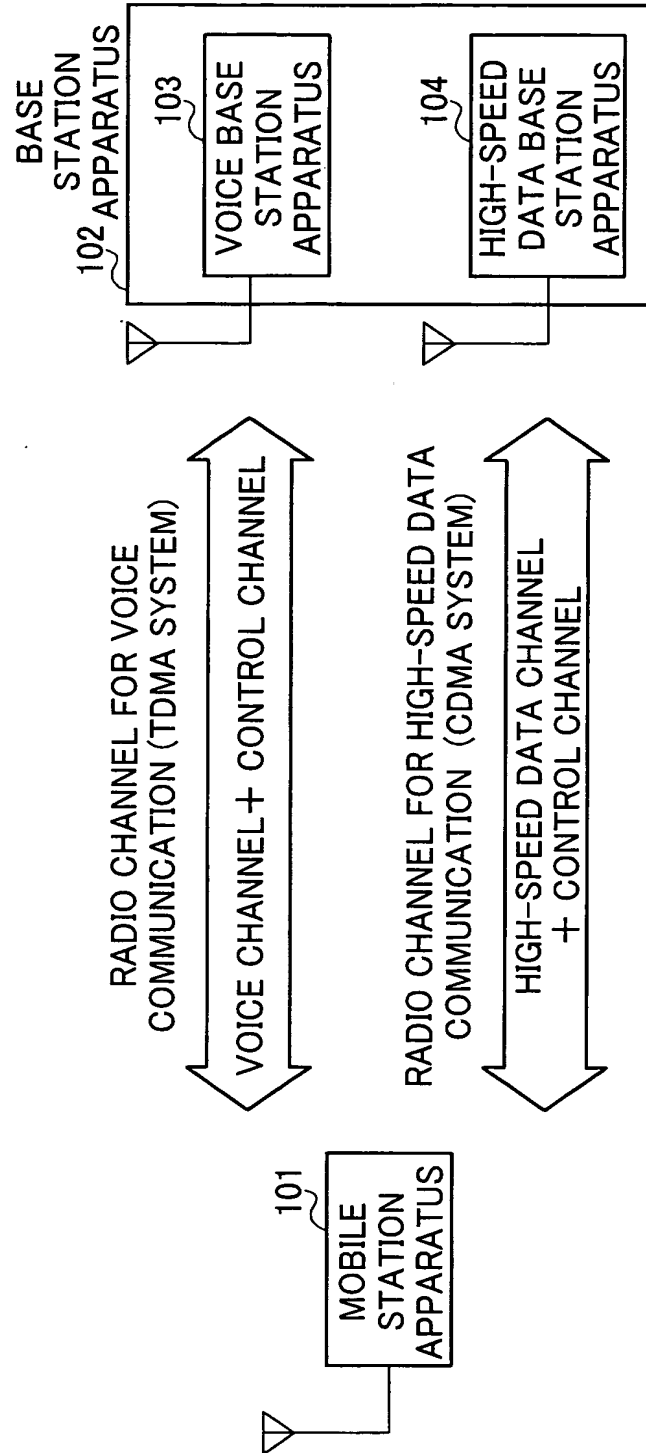 BASE
STATION
APPARATUS
102
103
VOICE BASE
STATION
APPARATUS
104
HIGH-SPEED
DATA BASE
STATION
APPARATUS
RADIO CHANNEL FOR VOICE
COMMUNICATION (TDMA SYSTEM)
VOICE CHANNEL+ CONTROL CHANNEL
RADIO CHANNEL FOR HIGH-SPEED DATA
COMMUNICATION (CDMA SYSTEM)
HIGH-SPEED DATA CHANNEL
+ CONTROL CHANNEL
101
MOBILE
STATION
APPARATUS